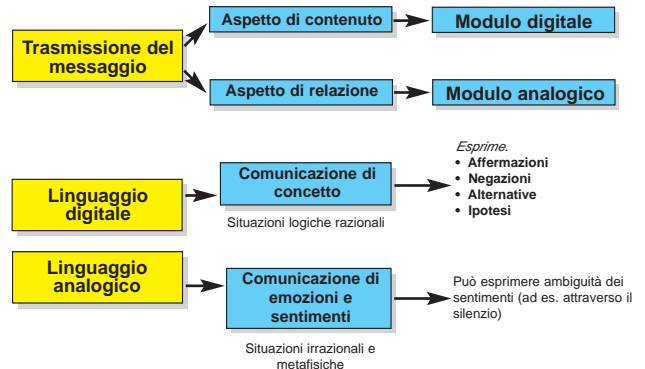 Trasmissione del
messaggio
Aspetto di contenuto
Modulo digitale
Aspetto di relazione
Modulo analogico
Linguaggio
digitale
Comunicazione di
concetto
Situazioni logiche razionali
Esprime.
• Affermazioni
• Negazioni
• Alternative
• Ipotesi
Linguaggio
analogico
Comunicazione di
emozioni e
sentimenti
Situazioni irrazionali e
metafisiche
Può esprimere ambiguità dei
sentimenti (ad es. attraverso il
silenzio)